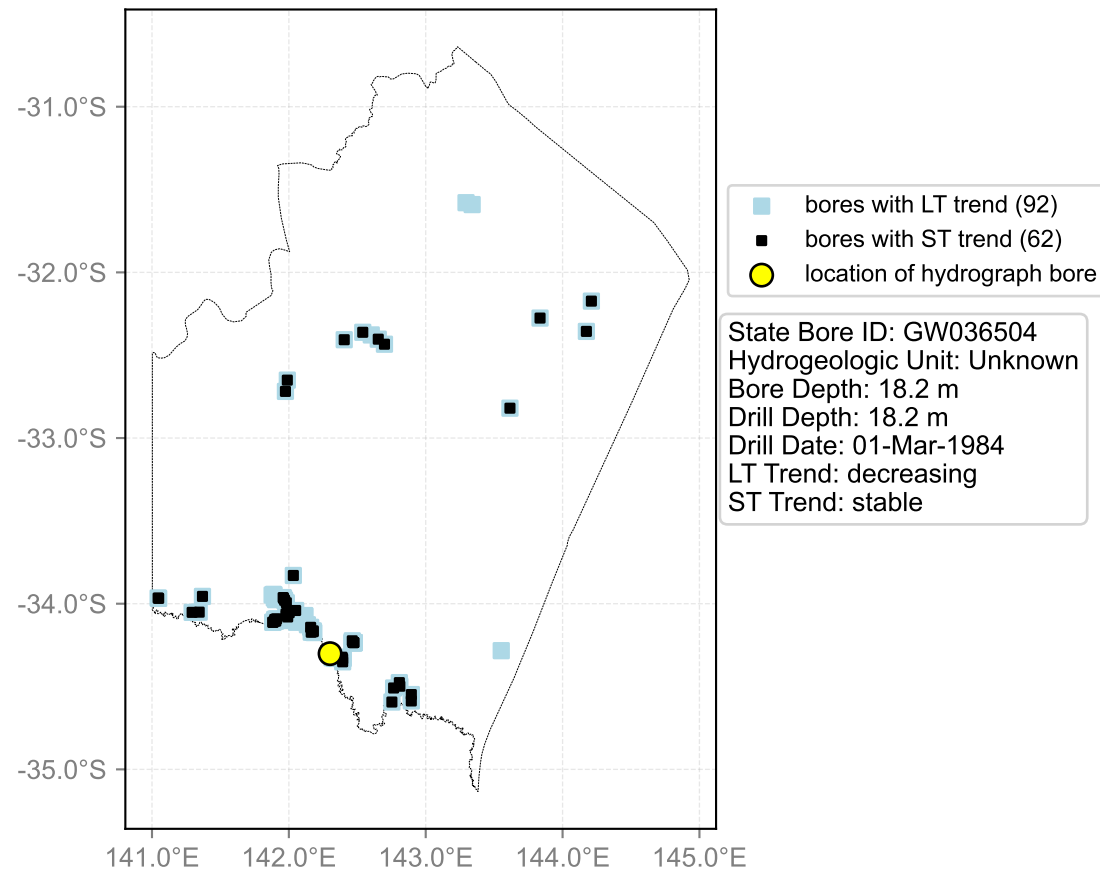 -31.0°S
-32.0°S
-33.0°S
-34.0°S
-35.0°S
141.0°E 142.0°E 143.0°E 144.0°E 145.0°E
bores with LT trend (92)
bores with ST trend (62)
location of hydrograph bore
State Bore ID: GW036504
Hydrogeologic Unit: Unknown
Bore Depth: 18.2 m
Drill Depth: 18.2 m
Drill Date: 01-Mar-1984
LT Trend: decreasing
ST Trend: stable